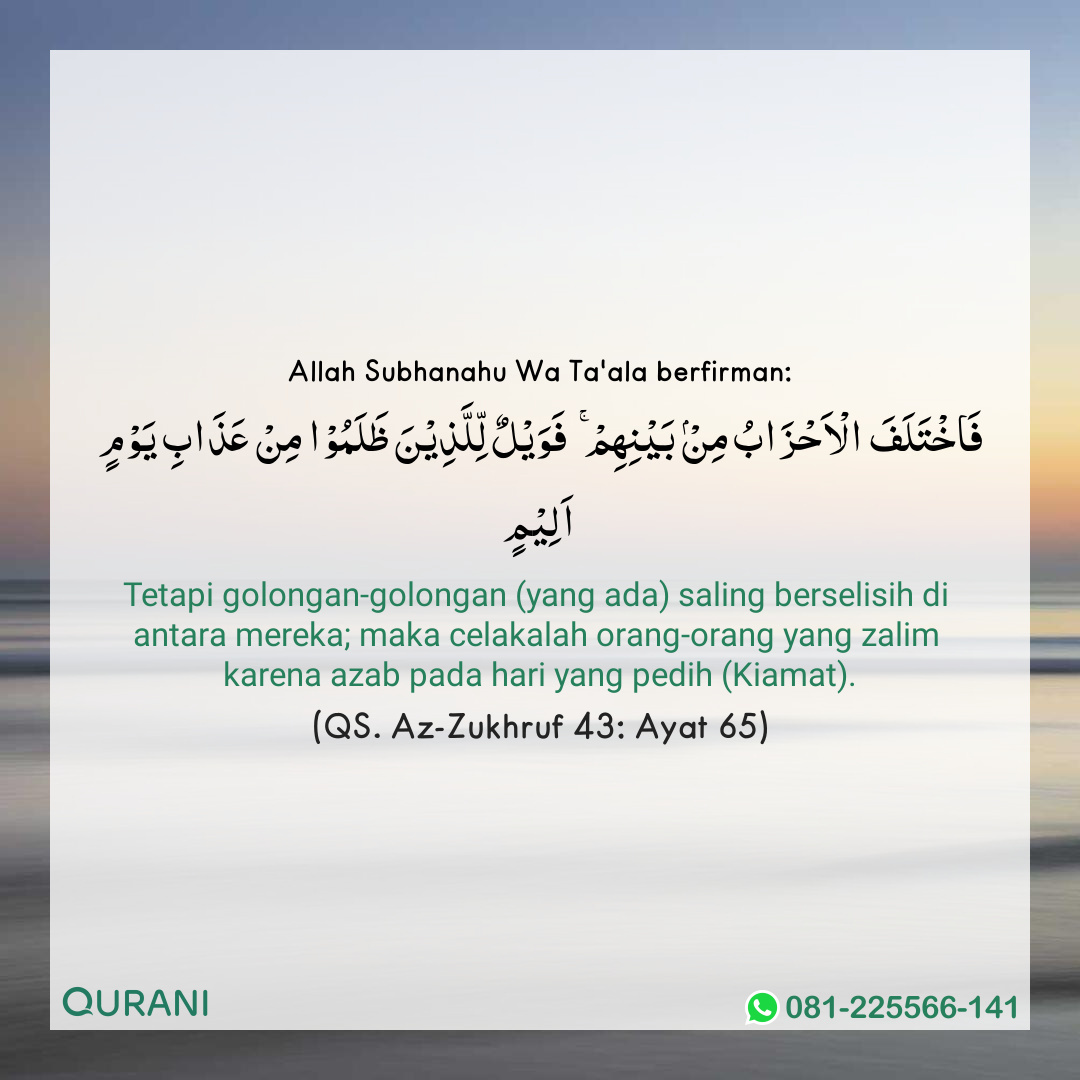 Allah Subhanahu Wa Ta'ala berfirman:
فَاخْتَلَفَ الْاَحْزَابُ مِنْۢ بَيْنِهِمْ ۚ فَوَيْلٌ لِّلَّذِيْنَ ظَلَمُوْا مِنْ عَذَابِ يَوْمٍ
اَلِيْمٍ
Tetapi golongan-golongan (yang ada) saling berselisih di
antara mereka; maka celakalah orang-orang yang zalim
karena azab pada hari yang pedih (Kiamat).
(QS. Az-Zukhruf 43: Ayat 65)
QURANI
081-225566-141